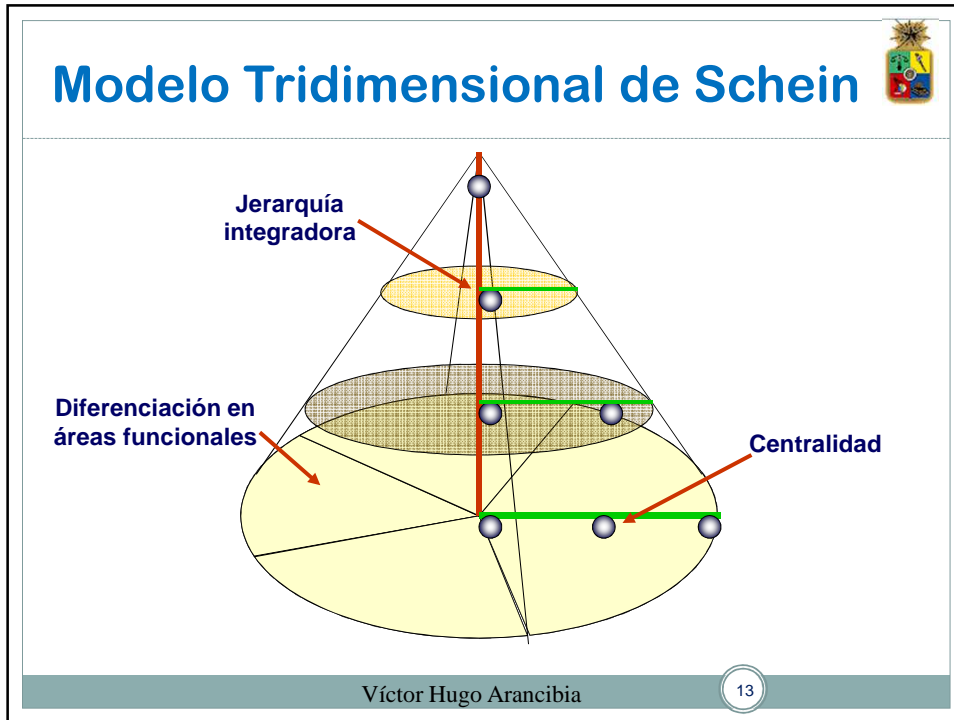 Modelo Tridimensional de Schein
Jerarquía
integradora
Diferenciación en
áreas funcionales
Centralidad
Víctor Hugo Arancibia
13